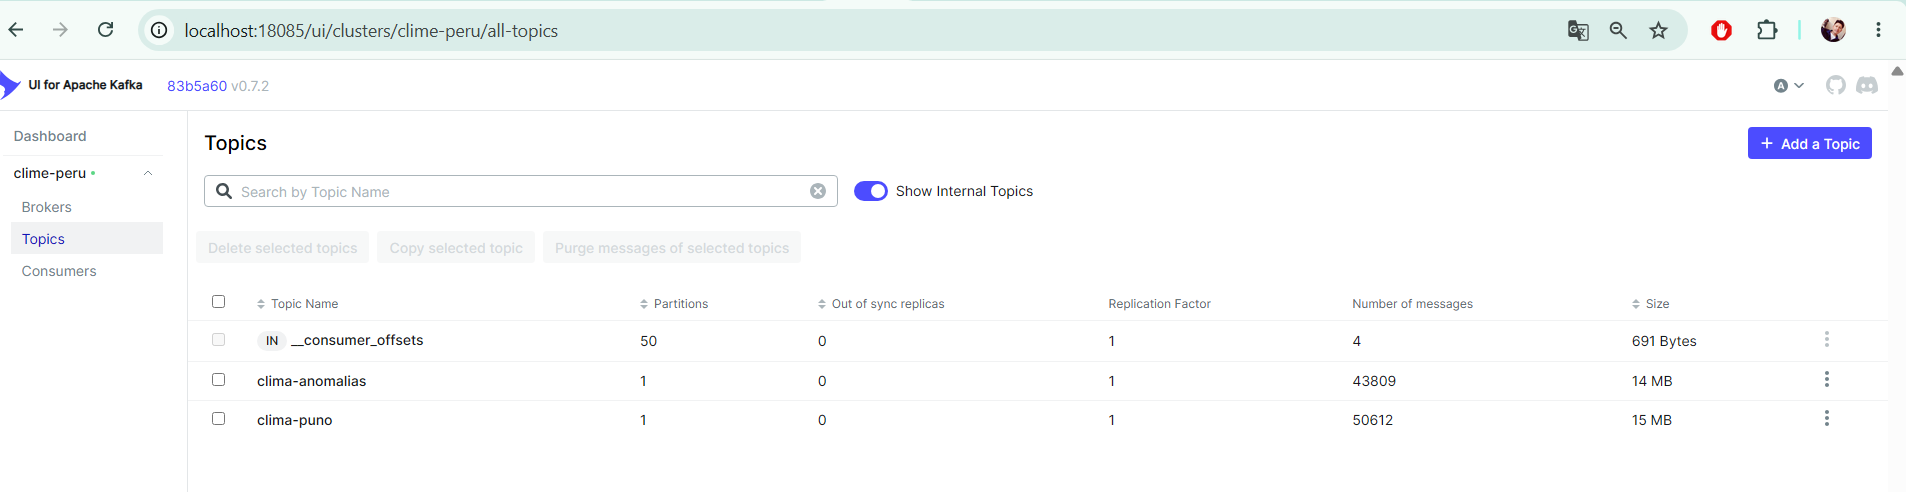 localhost:18085/ui/clusters/clime-peru/all-topics
UI for Apache Kafka 83b5a60 v0.7.2
A
Dashboard
clime-peru
Brokers
Topics
Consumers
Topics
+ Add a Topic
Search by Topic Name
Show Internal Topics
Delete selected topics Copy selected topic Purge messages of selected topics
Topic Name Partitions Out of sync replicas Replication Factor Number of messages Size
IN __consumer_offsets 50 0 1 4 691 Bytes
clima-anomalias 1 0 1 43809 14 MB
clima-puno 1 0 1 50612 15 MB